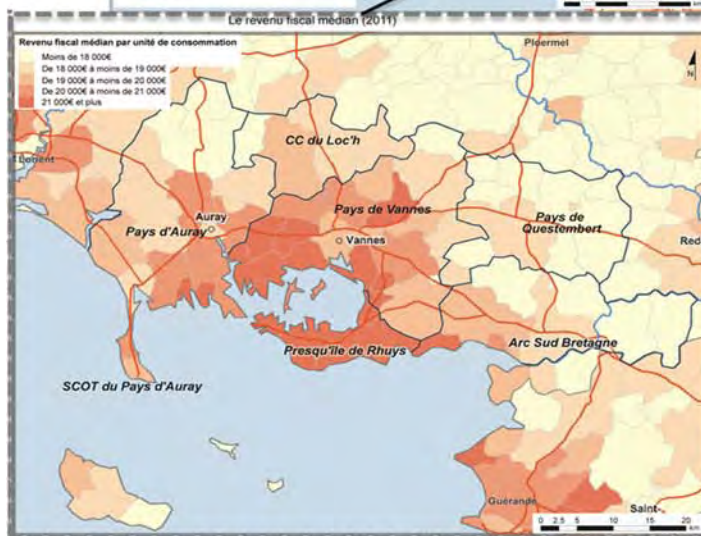 km
Le revenu fiscal médian (2011)
Revenu fiscal médian par unité de consommation
Moins de 18 000€
De 18 000€ à moins de 19 000€
De 19 000€ à moins de 20 000€
De 20 000€ à moins de 21 000€
21 000€ et plus
Ploermel
N
CC du Loc'h
Lorient
Pays de Vannes
Auray
Pays d'Auray
Vannes
Pays de
Questembert
Red
Presqu'île de Rhuys
Arc Sud Bretagne
SCOT du Pays d'Auray
Guérande
Saint-
0 2,5 5 10 15 20
km